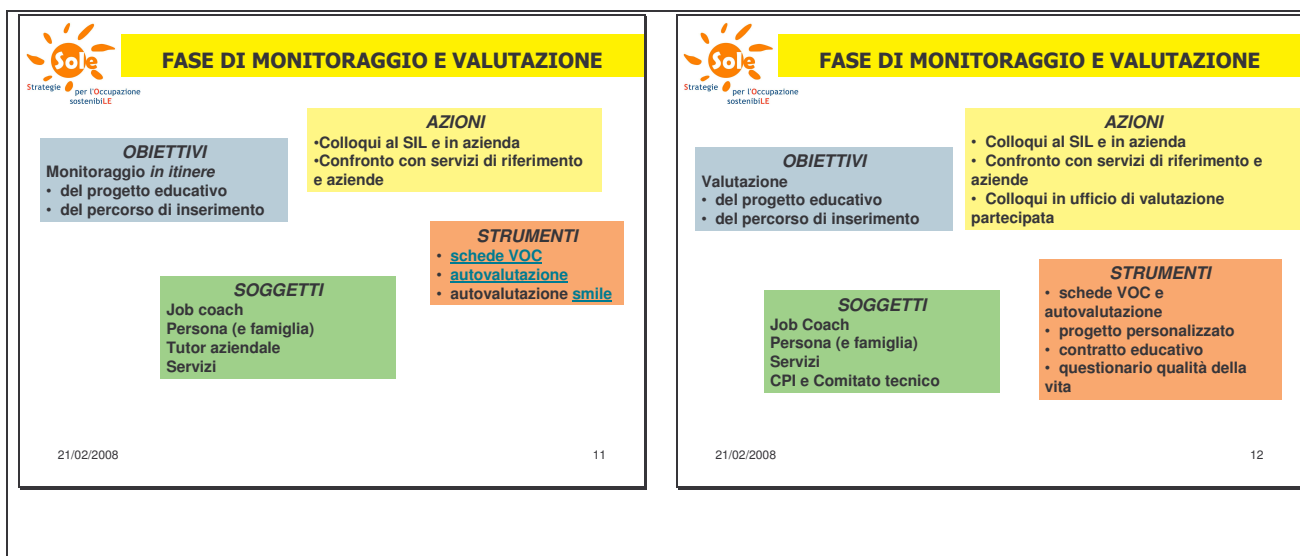 Sole
Strategie per l'Occupazione
sostenibiLE
FASE DI MONITORAGGIO E VALUTAZIONE
OBIETTIVI
Monitoraggio in itinere
• del progetto educativo
• del percorso di inserimento
AZIONI
•Colloqui al SIL e in azienda
•Confronto con servizi di riferimento
e aziende
STRUMENTI
• schede VOC
• autovalutazione
• autovalutazione smile
SOGGETTI
Job coach
Persona (e famiglia)
Tutor aziendale
Servizi
21/02/2008
11
Sole
Strategie per l'Occupazione
sostenibiLE
FASE DI MONITORAGGIO E VALUTAZIONE
OBIETTIVI
Valutazione
• del progetto educativo
• del percorso di inserimento
AZIONI
• Colloqui al SIL e in azienda
• Confronto con servizi di riferimento e
aziende
• Colloqui in ufficio di valutazione
partecipata
STRUMENTI
• schede VOC e
autovalutazione
• progetto personalizzato
• contratto educativo
• questionario qualità della
vita
SOGGETTI
Job Coach
Persona (e famiglia)
Servizi
CPI e Comitato tecnico
21/02/2008
12